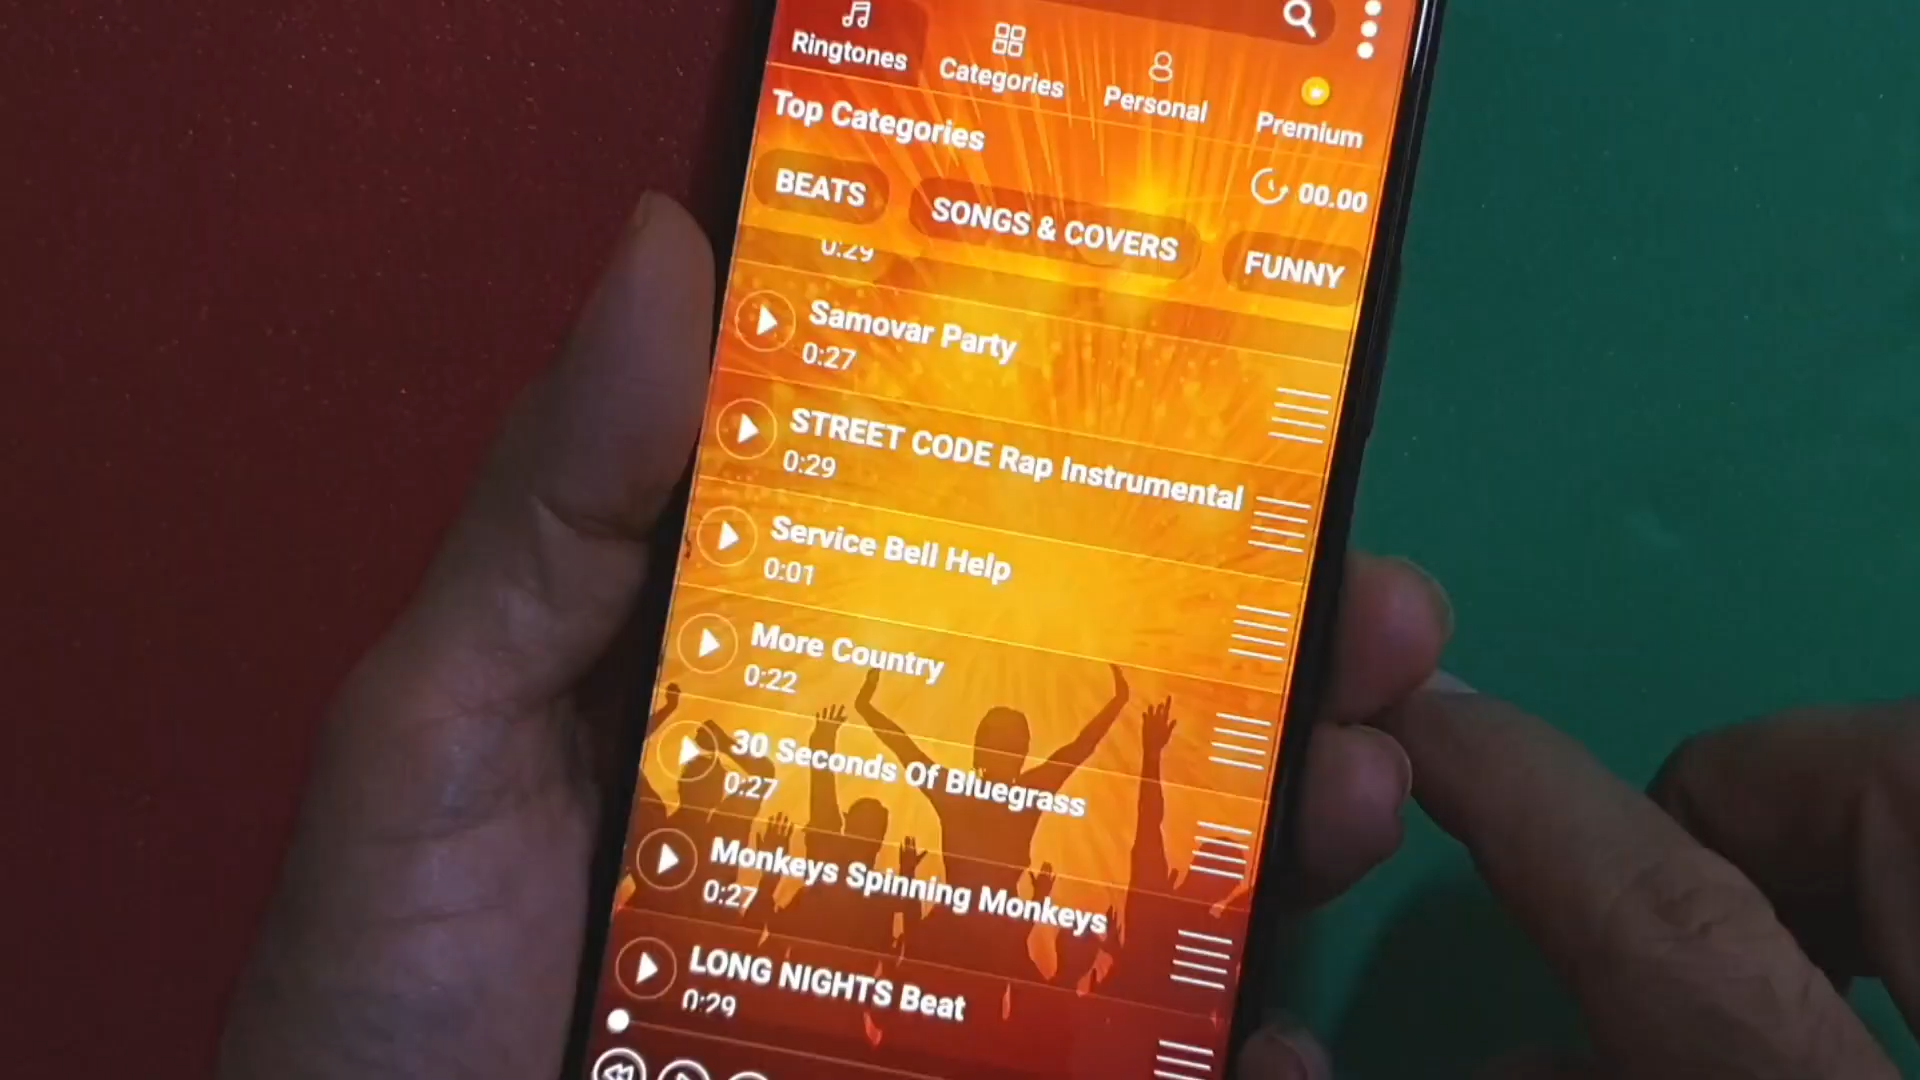 Ringtones
Categories
Personal
Premium
Top Categories
00.00
BEATS
SONGS & COVERS
FUNNY
0:29
Samovar Party
0:27
STREET CODE Rap Instrumental
0:29
Service Bell Help
0:01
More Country
0:22
30 Seconds Of Bluegrass
0:27
Monkeys Spinning Monkeys
0:27
LONG NIGHTS Beat
0:29